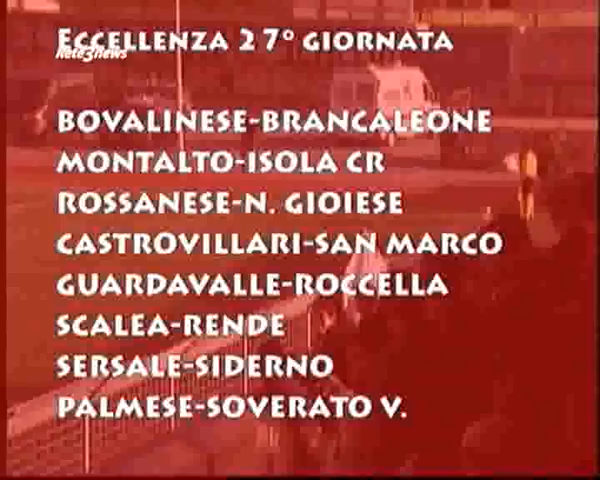 ECCELLENZA 27° GIORNATA
Rete3news
BOVALINESE-BRANCALEONE
MONTALTO-ISOLA CR
ROSSANESE-N. GIOIESE
CASTROVILLARI-SAN MARCO
GUARDAVALLE-ROCCELLA
SCALEA-RENDE
SERSALE-SIDERNO
PALMESE-SOVERATO V.